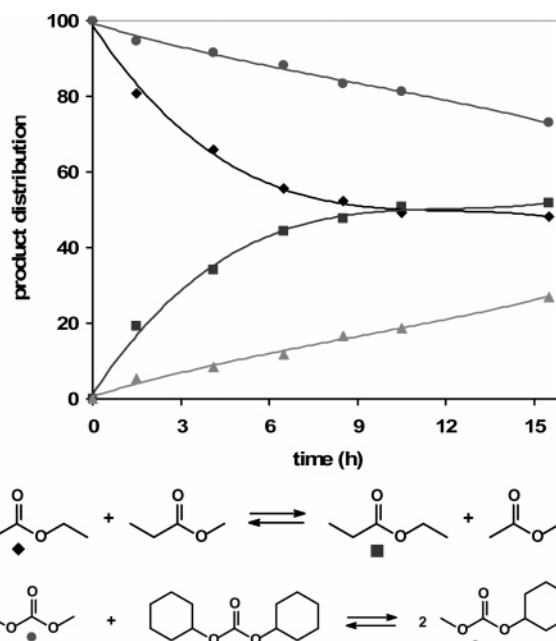 100
80
60
40
20
0
product distribution
0 3 6 9 12 15
time (h)
O O O O
O + O ⇌ O + O
O O O
O O + O O ⇌ 2 O O